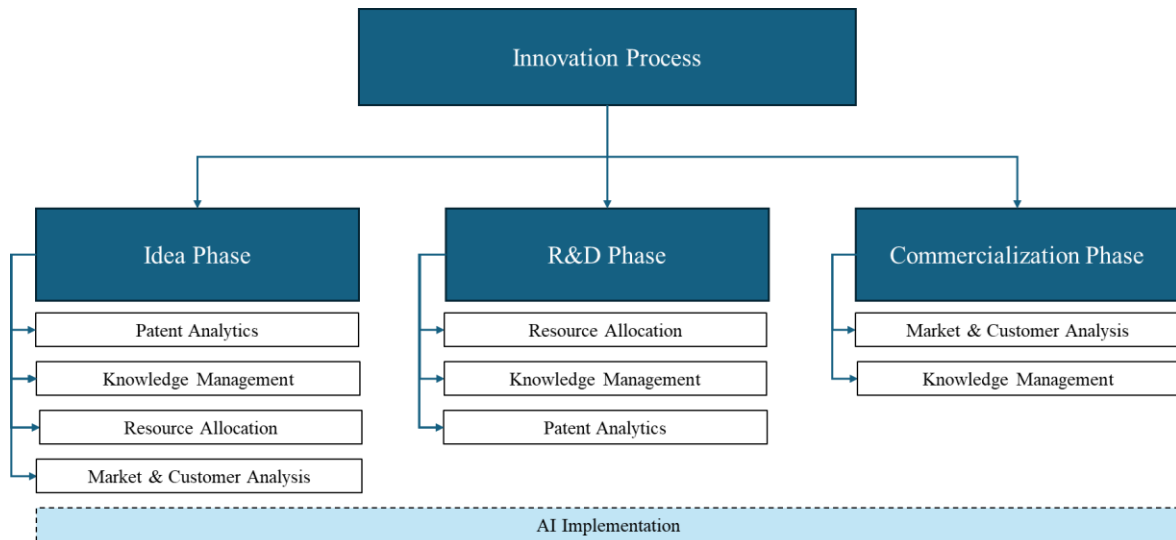 Innovation Process
Idea Phase
R&D Phase
Commercialization Phase
Patent Analytics
Knowledge Management
Resource Allocation
Market & Customer Analysis
Resource Allocation
Knowledge Management
Patent Analytics
Market & Customer Analysis
Knowledge Management
AI Implementation